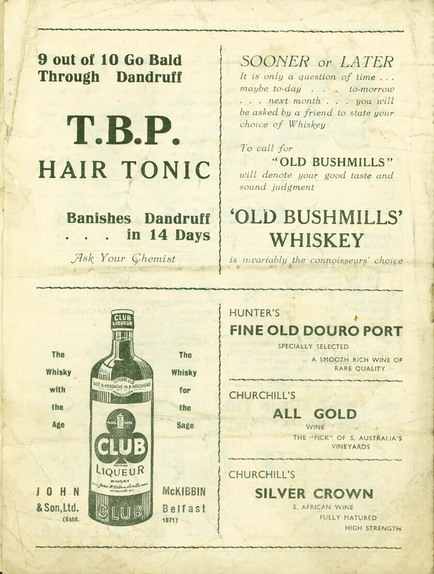 9 out of 10 Go Bald
Through Dandruff
T.B.P.
HAIR TONIC
Banishes Dandruff
. . . in 14 Days
Ask Your Chemist
SOONER or LATER
It is only a question of time . . .
maybe to-day . . . to-morrow
. . . next month . . . you will
be asked by a friend to state your
choice of Whiskey
To call for
"OLD BUSHMILLS"
will denote your good taste and
sound judgment
'OLD BUSHMILLS'
WHISKEY
is invariably the connoisseurs' choice
The
Whisky
with
the
Age
CLUB
LIQUEUR
NOT A HEADACHE IN A HOGSHEAD
CLUB
LIQUEUR
WHISKY
CLUB
The
Whisky
for
the
Sage
JOHN
& Son, Ltd.
(Estd.
McKIBBIN
Belfast
1871)
HUNTER'S
FINE OLD DOURO PORT
SPECIALLY SELECTED
A SMOOTH RICH WINE OF
RARE QUALITY
CHURCHILL'S
ALL GOLD
WINE
THE "PICK" OF S. AUSTRALIA'S
VINEYARDS
CHURCHILL'S
SILVER CROWN
S. AFRICAN WINE
FULLY MATURED
HIGH STRENGTH